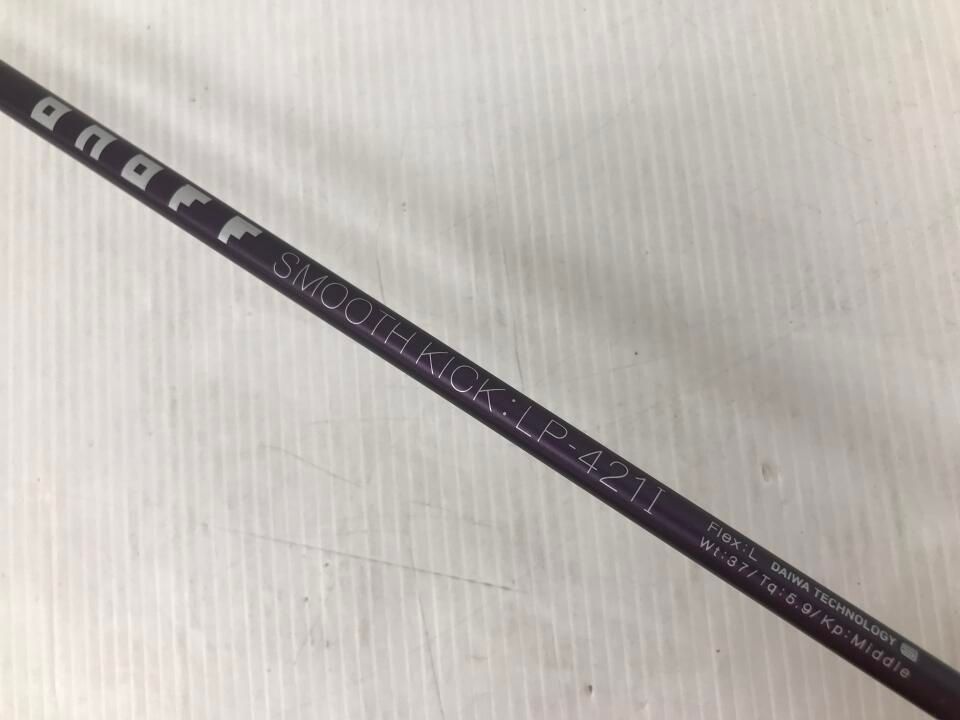 onoff
SMOOTH KICK:LP-421I
Flex:L DAIWA TECHNOLOGY
Wt:37/Tq:5.9/Kp:Middle